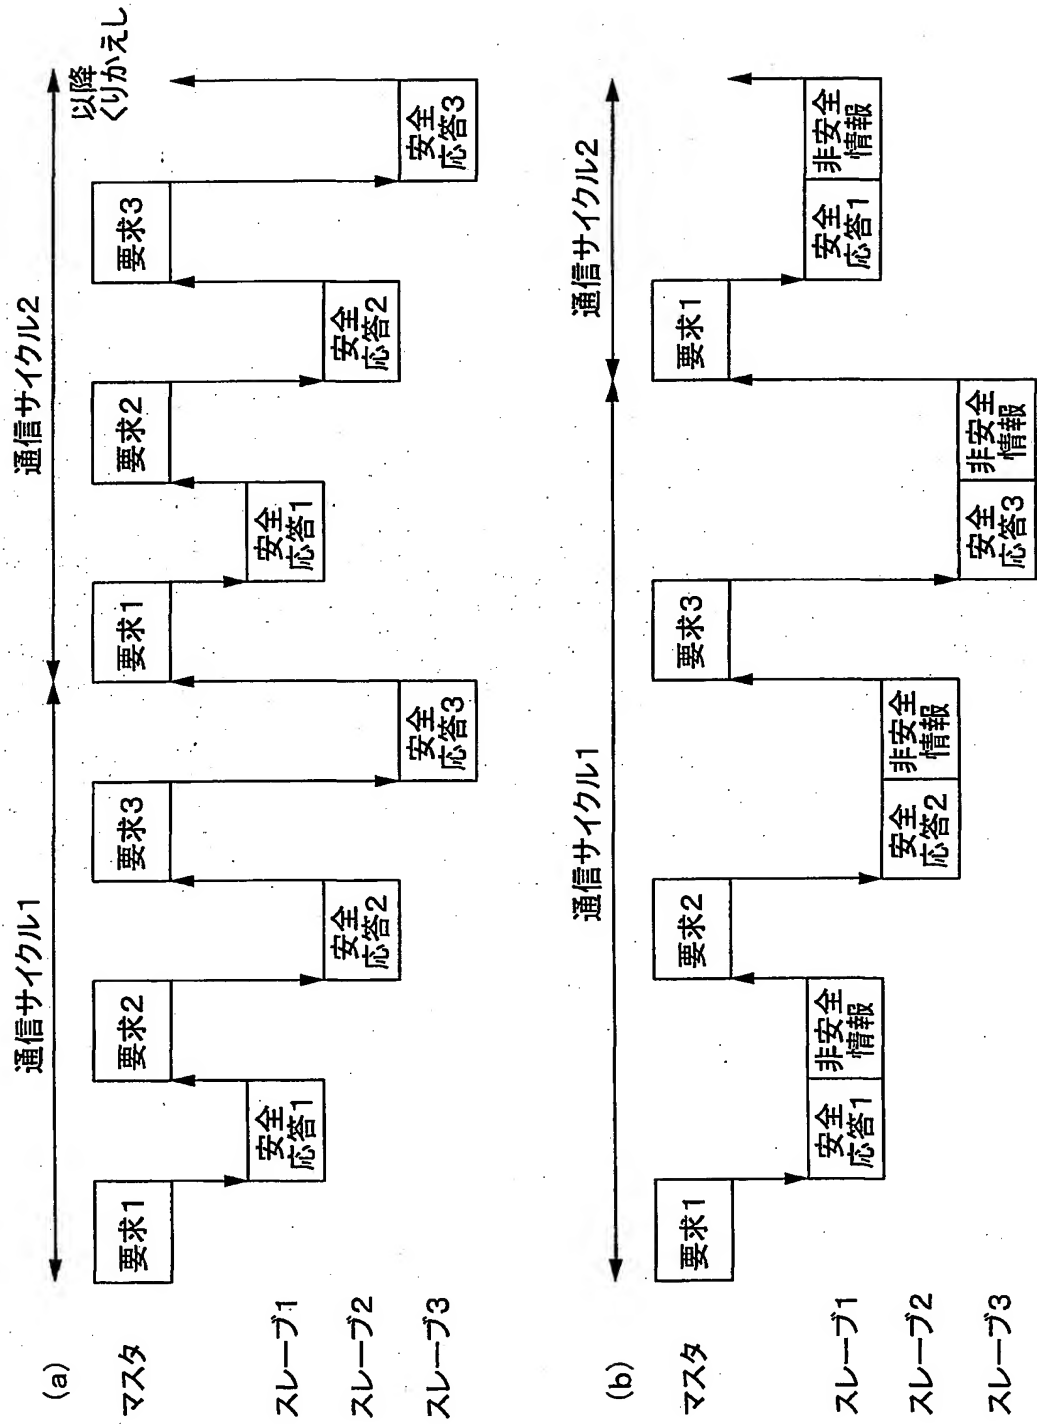 (a)
通信サイクル1
通信サイクル2
以降
くりかえし
マスタ
要求1
要求2
要求3
要求1
要求2
要求3
スレーブ1
安全
応答1
安全
応答1
スレーブ2
安全
応答2
安全
応答2
スレーブ3
安全
応答3
安全
応答3
(b)
通信サイクル1
通信サイクル2
マスタ
要求1
要求2
要求3
要求1
スレーブ1
安全
応答1
非安全
情報
安全
応答1
非安全
情報
スレーブ2
安全
応答2
非安全
情報
スレーブ3
安全
応答3
非安全
情報